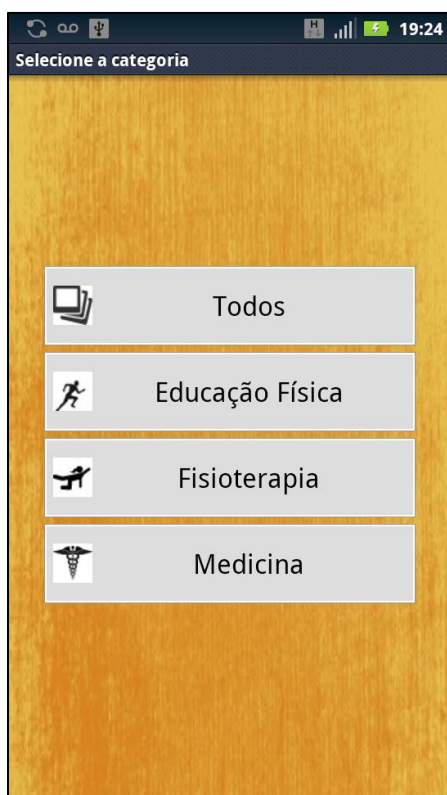 H 19:24
Selecione a categoria
Todos
Educação Física
Fisioterapia
Medicina